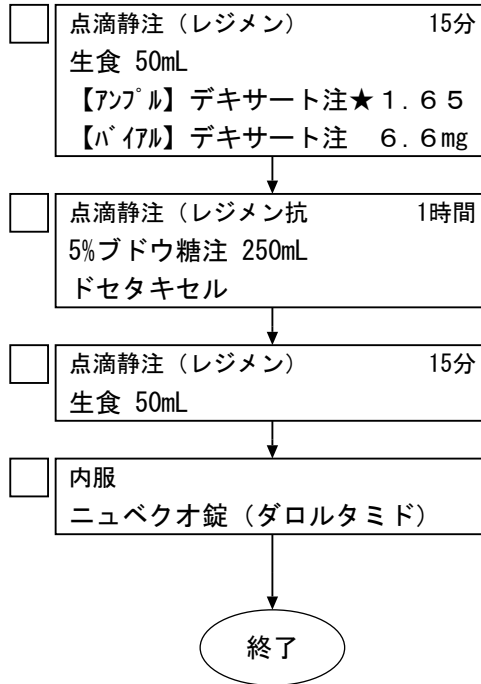 点滴静注（レジメン） 15分
生食 50mL
【ｱﾝﾌﾟﾙ】デキサート注★１．６５
【ﾊﾞｲｱﾙ】デキサート注　６．６㎎
点滴静注（レジメン抗 1時間
5%ブドウ糖注 250mL
ドセタキセル
点滴静注（レジメン） 15分
生食 50mL
内服
ニュベクオ錠（ダロルタミド）
終了